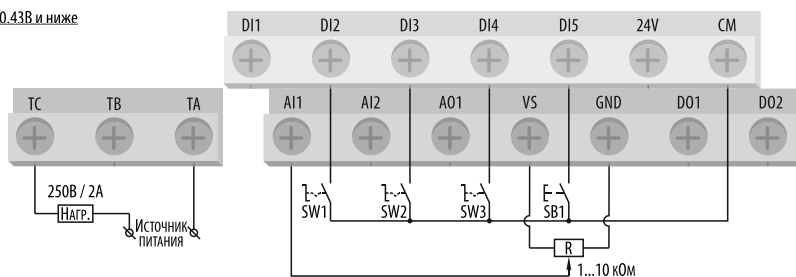 0.43В и ниже
DI1 DI2 DI3 DI4 DI5 24V CM
TC TB TA
AI1 AI2 AO1 VS GND DO1 DO2
250В / 2А
НАГР.
ИСТОЧНИК
ПИТАНИЯ
SW1 SW2 SW3 SB1
R
1...10 кОм